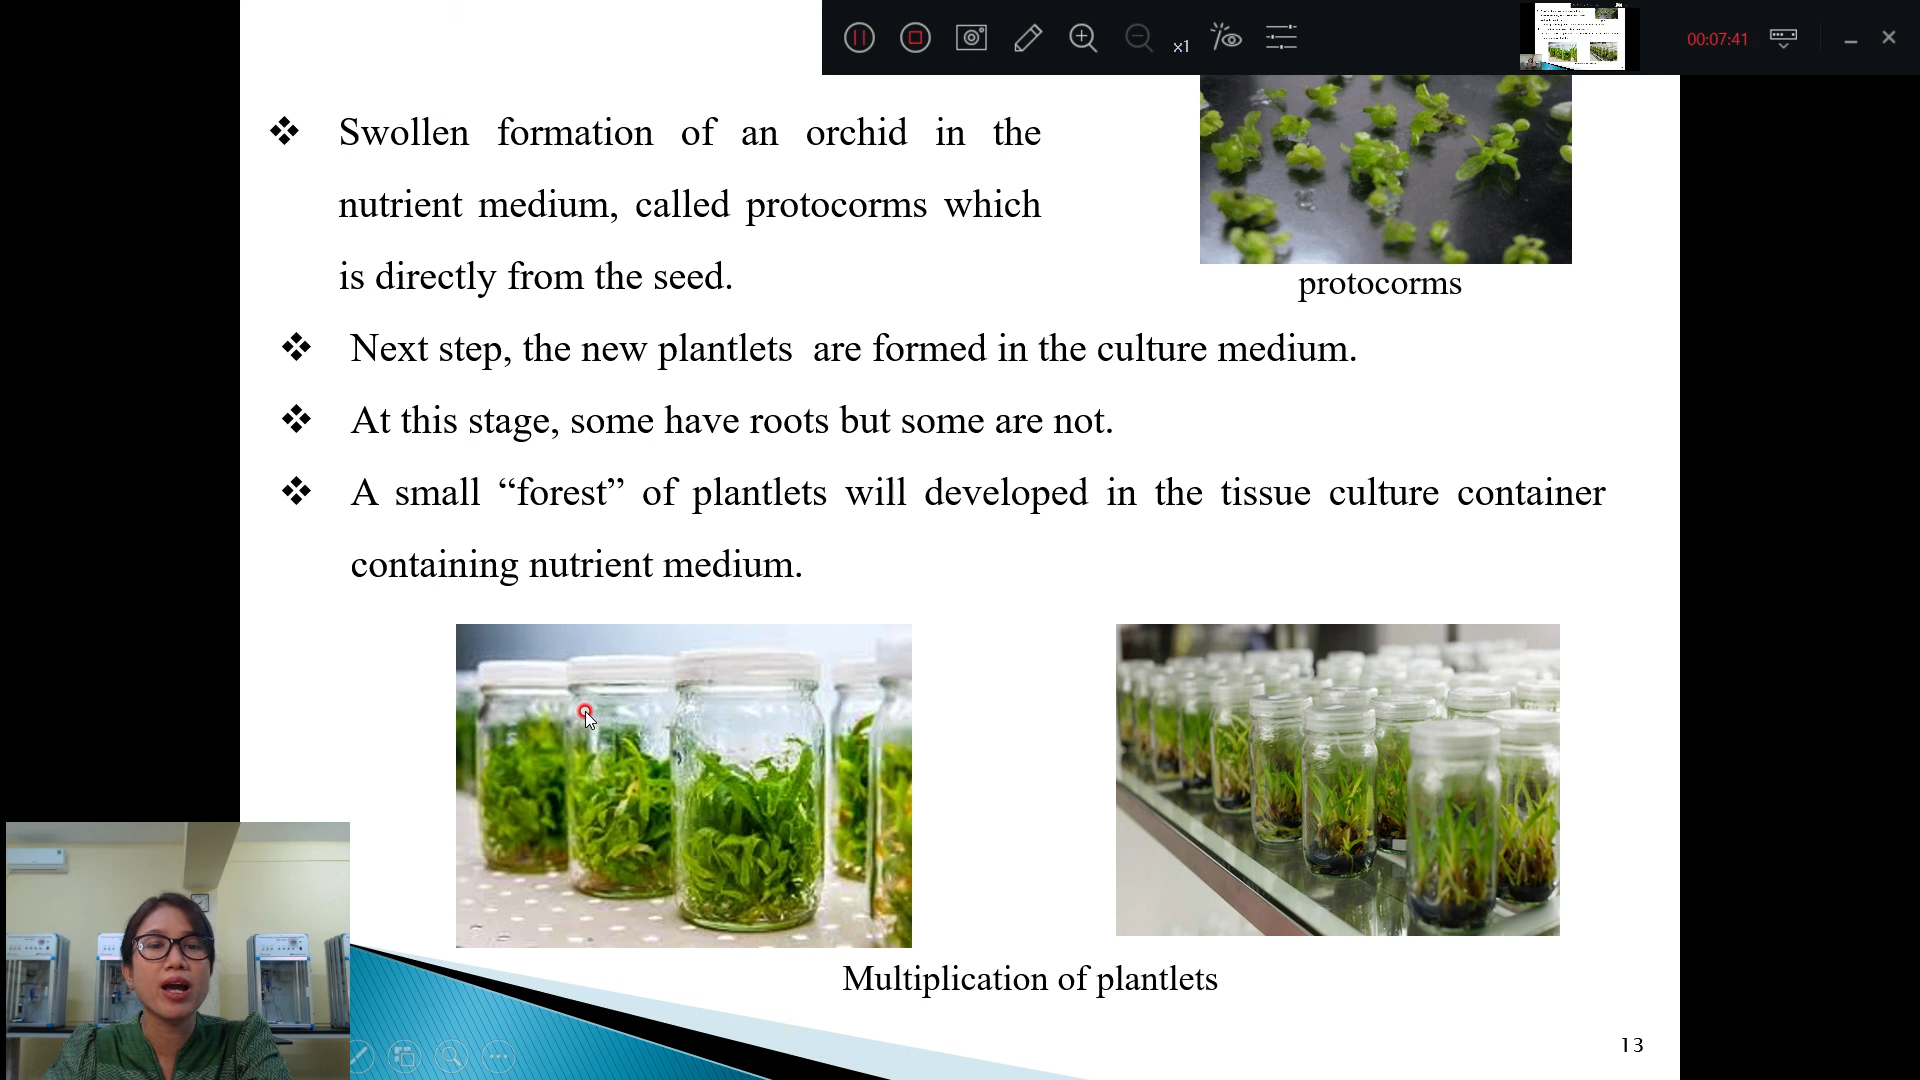 x1
00:07:41
❖ Swollen formation of an orchid in the
nutrient medium, called protocorms which
is directly from the seed.
protocorms
❖ Next step, the new plantlets are formed in the culture medium.
❖ At this stage, some have roots but some are not.
❖ A small “forest” of plantlets will developed in the tissue culture container
containing nutrient medium.
Multiplication of plantlets
13